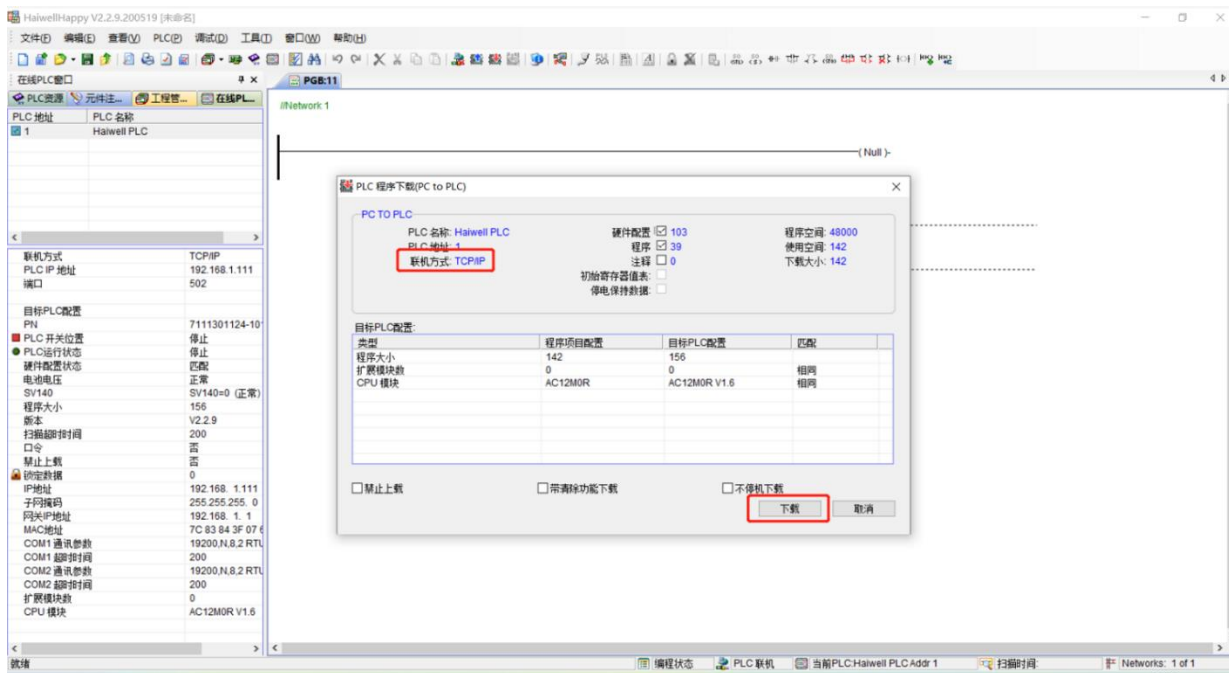 HaiwellHappy V2.2.9.200519 [未命名]
文件(F) 编辑(E) 查看(V) PLC(P) 调试(D) 工具(T) 窗口(W) 帮助(H)
在线PLC窗口
PGB:11
PLC资源 元件注... 工程管... 在线PL...
//Network 1
PLC 地址 PLC 名称
1 Haiwell PLC
( Null )-
PLC 程序下载(PC to PLC)
PC TO PLC
PLC 名称: Haiwell PLC 硬件配置 103 程序空间: 48000
PLC 地址: 1 程序 39 使用空间: 142
联机方式: TCP/IP 注释 0 下载大小: 142
初始寄存器值表:
停电保持数据:
目标PLC配置:
类型 程序项目配置 目标PLC配置 匹配
程序大小 142 156
扩展模块数 0 0 相同
CPU 模块 AC12M0R AC12M0R V1.6 相同
禁止上载 带清除功能下载 不停机下载
下载 取消
联机方式 TCP/IP
PLC IP 地址 192.168.1.111
端口 502
目标PLC配置
PN 7111301124-10
PLC 开关位置 停止
PLC运行状态 停止
硬件配置状态 匹配
电池电压 正常
SV140 SV140=0 (正常)
程序大小 156
版本 V2.2.9
扫描超时时间 200
口令 否
禁止上载 否
锁定数据 0
IP地址 192.168. 1.111
子网掩码 255.255.255. 0
网关IP地址 192.168. 1. 1
MAC地址 7C 83 84 3F 07
COM1 通讯参数 19200,N,8,2 RTU
COM1 超时时间 200
COM2 通讯参数 19200,N,8,2 RTU
COM2 超时时间 200
扩展模块数 0
CPU 模块 AC12M0R V1.6
就绪 编程状态 PLC 联机 当前PLC:Haiwell PLC Addr 1 扫描时间: Networks: 1 of 1